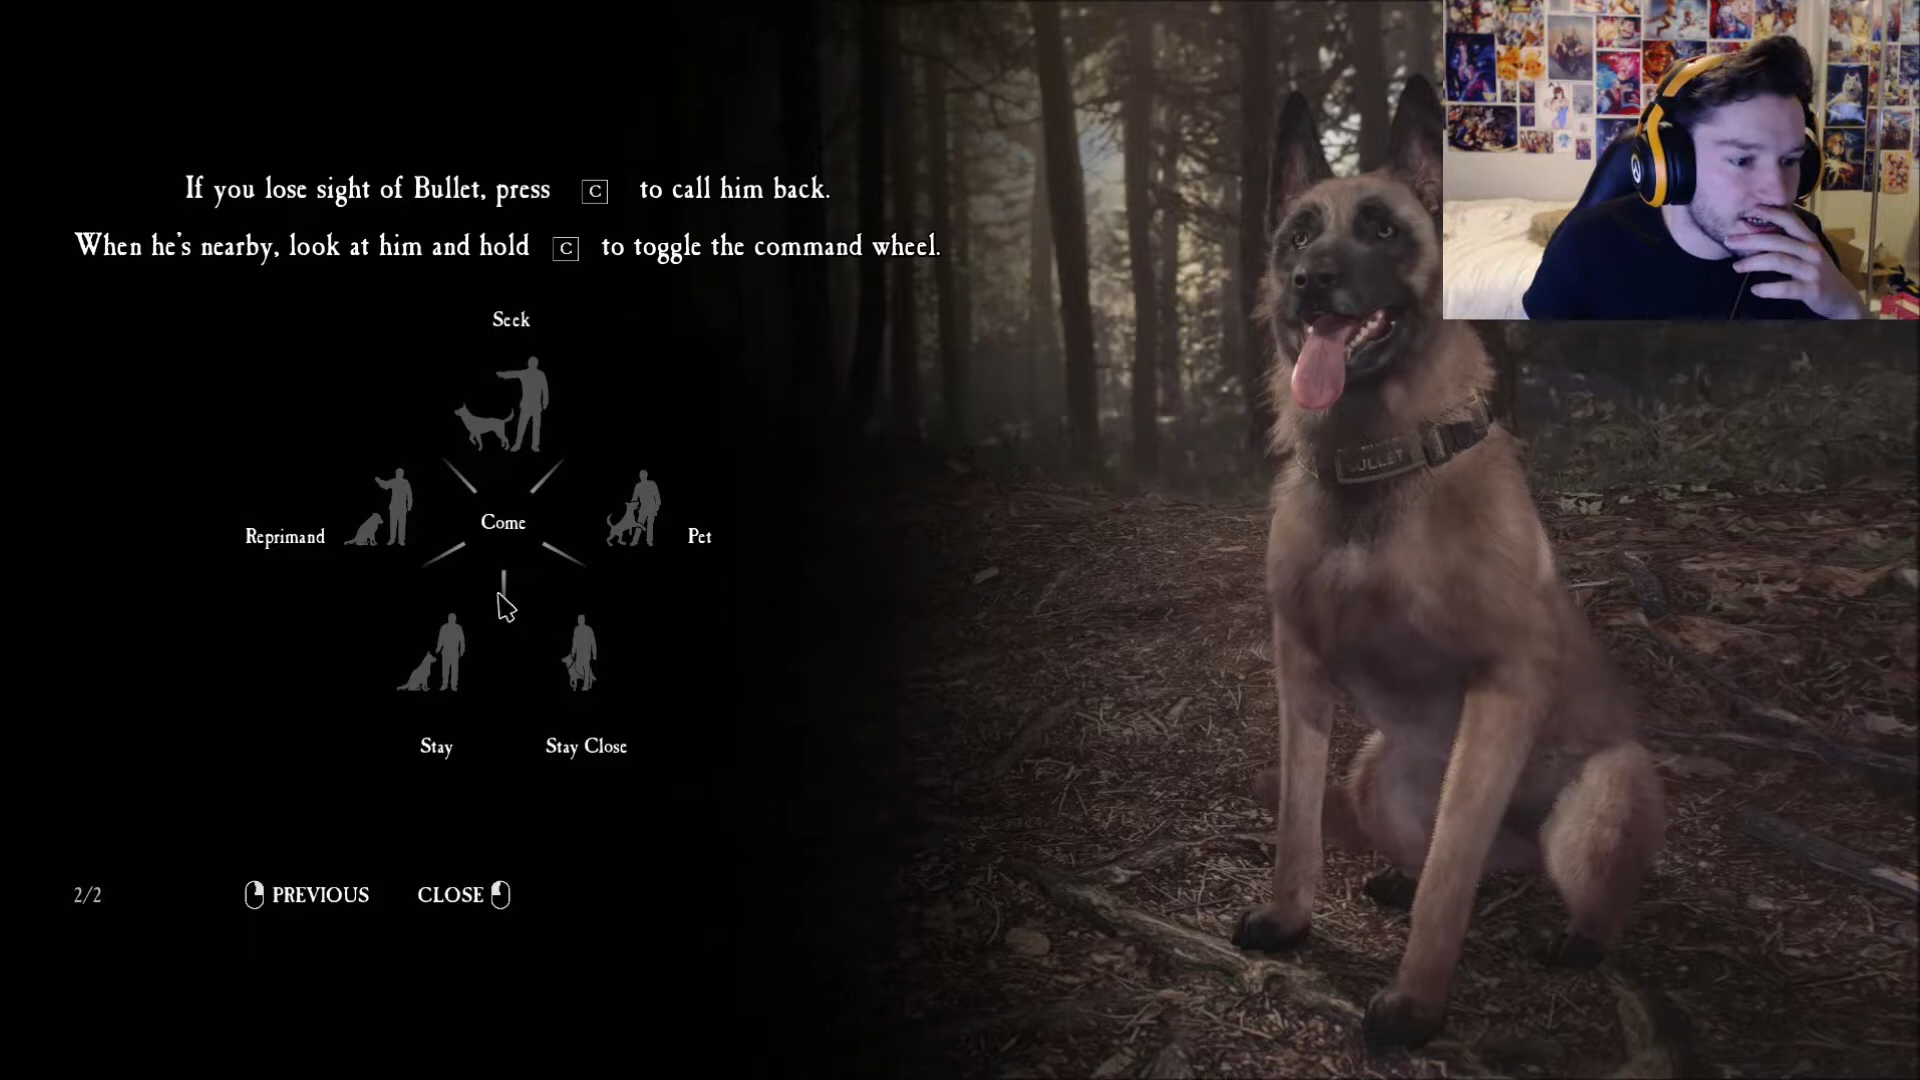 If you lose sight of Bullet, press C to call him back.
When he's nearby, look at him and hold C to toggle the command wheel.
Seek
Come
Reprimand
Pet
Stay
Stay Close
BULLET
2/2
PREVIOUS
CLOSE